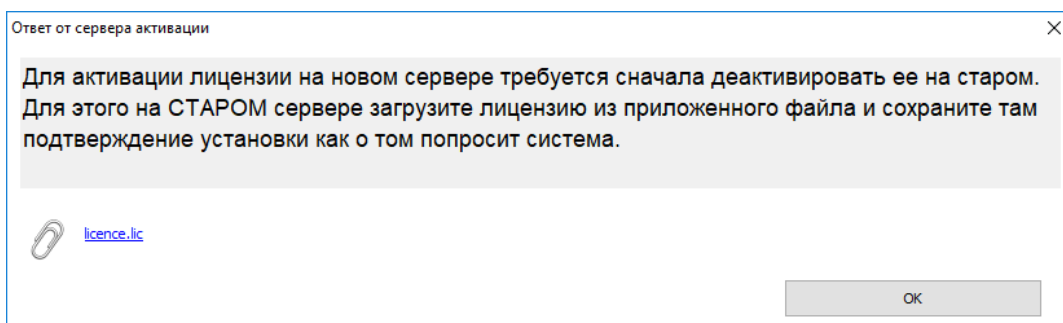 Ответ от сервера активации
Для активации лицензии на новом сервере требуется сначала деактивировать ее на старом.
Для этого на СТАРОМ сервере загрузите лицензию из приложенного файла и сохраните там
подтверждение установки как о том попросит система.
licence.lic
ОК